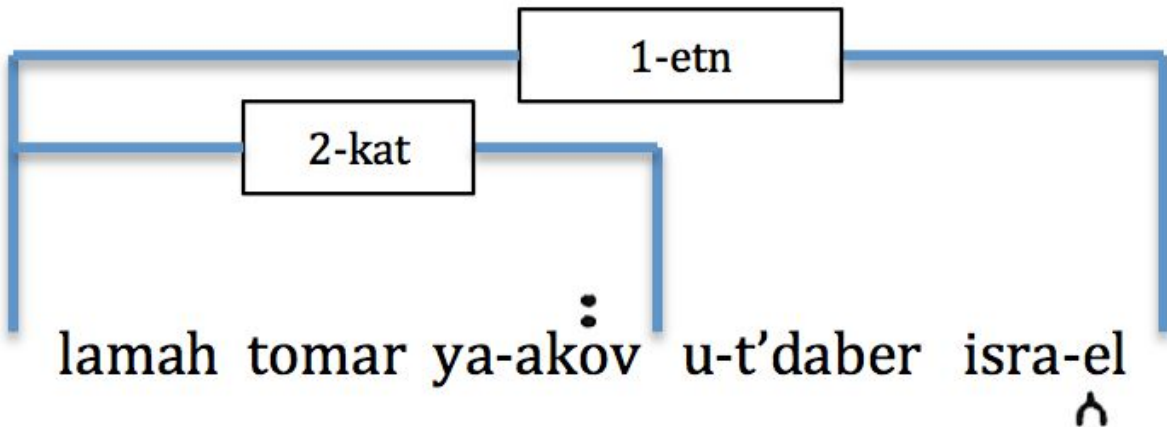 1-etn
2-kat
lamah tomar ya-akov u-t’daber isra-el